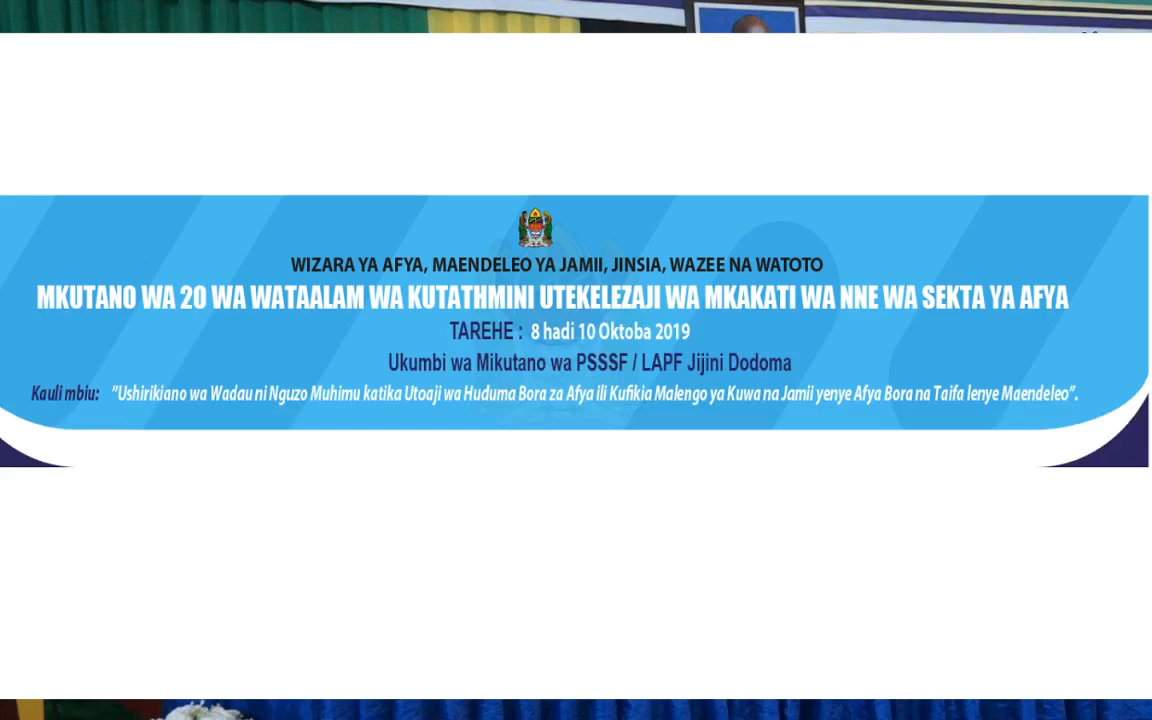 WIZARA YA AFYA, MAENDELEO YA JAMII, JINSIA, WAZEE NA WATOTO
MKUTANO WA 20 WA WATAALAM WA KUTATHMINI UTEKELEZAJI WA MKAKATI WA NNE WA SEKTA YA AFYA
TAREHE : 8 hadi 10 Oktoba 2019
Ukumbi wa Mikutano wa PSSSF / LAPF Jijini Dodoma
Kauli mbiu: "Ushirikiano wa Wadau ni Nguzo Muhimu katika Utoaji wa Huduma Bora za Afya ili Kufikia Malengo ya Kuwa na Jamii yenye Afya Bora na Taifa lenye Maendeleo".